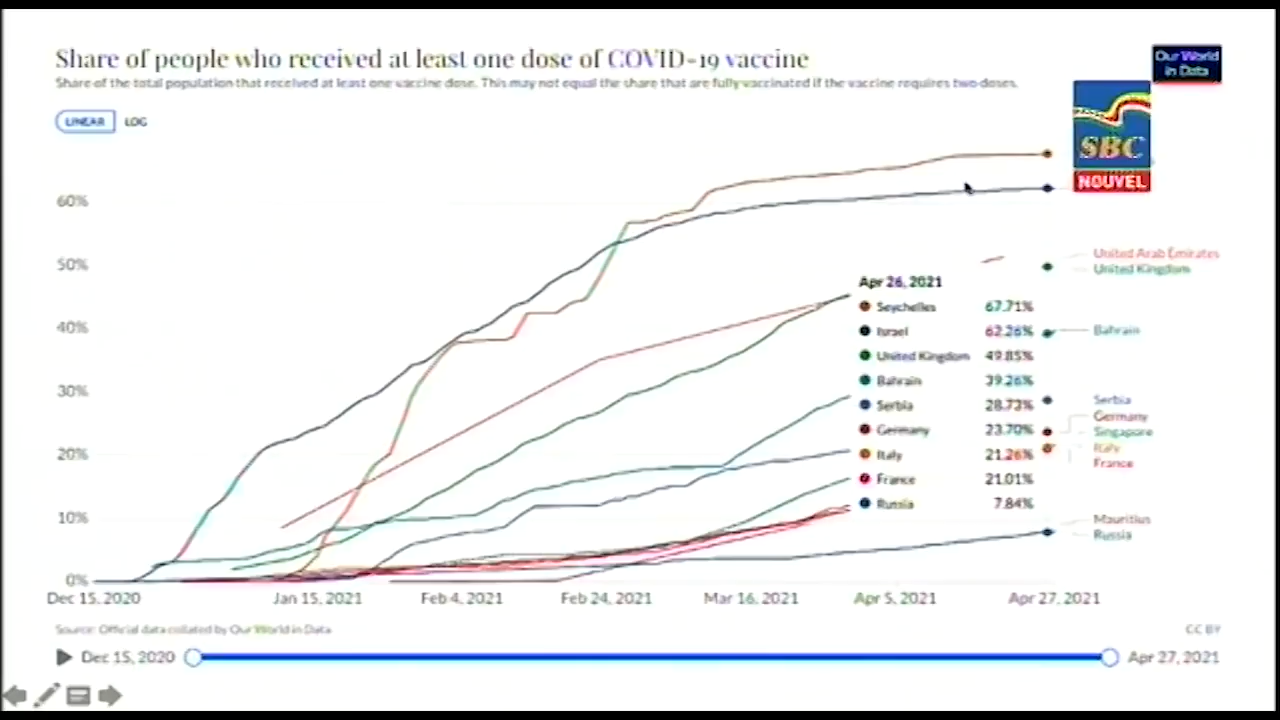 Share of people who received at least one dose of COVID-19 vaccine
Share of the total population that received at least one vaccine dose. This may not equal the share that are fully vaccinated if the vaccine requires two doses.
Our World
in Data
LINEAR LOG
SBC
NOUVEL
60%
50%
40%
30%
20%
10%
0%
United Arab Emirates
United Kingdom
Bahrain
Serbia
Germany
Singapore
Italy
France
Mauritius
Russia
Apr 26, 2021
Seychelles 67.71%
Israel 62.26%
United Kingdom 49.85%
Bahrain 39.26%
Serbia 28.73%
Germany 23.70%
Italy 21.26%
France 21.01%
Russia 7.84%
Dec 15, 2020 Jan 15, 2021 Feb 4, 2021 Feb 24, 2021 Mar 16, 2021 Apr 5, 2021 Apr 27, 2021
Source: Official data collated by Our World in Data
CC BY
Dec 15, 2020 Apr 27, 2021